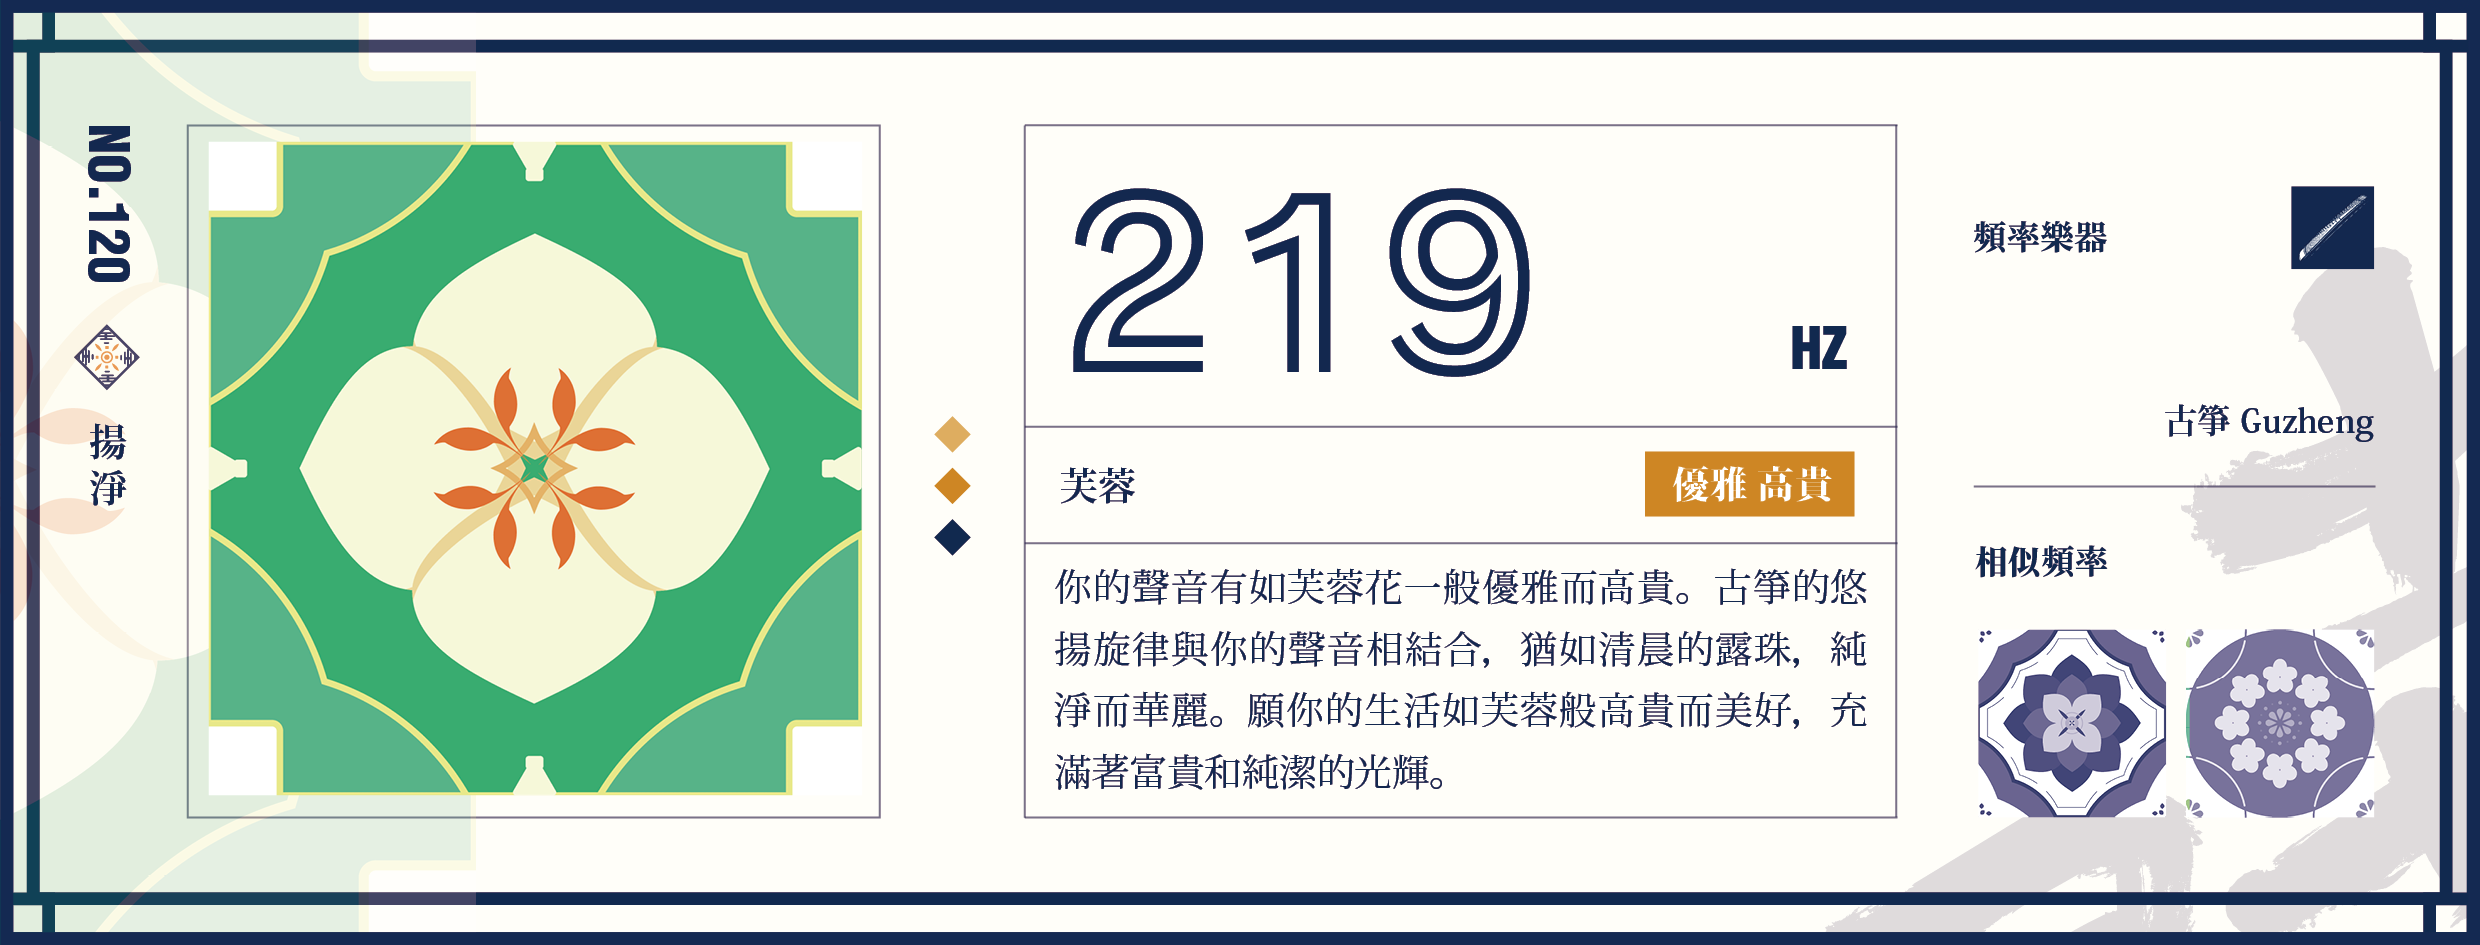 NO.120
揚淨
219
HZ
芙蓉
優雅 高貴
你的聲音有如芙蓉花一般優雅而高貴。古箏的悠
揚旋律與你的聲音相結合，猶如清晨的露珠，純
淨而華麗。願你的生活如芙蓉般高貴而美好，充
滿著富貴和純潔的光輝。
頻率樂器
古箏 Guzheng
相似頻率